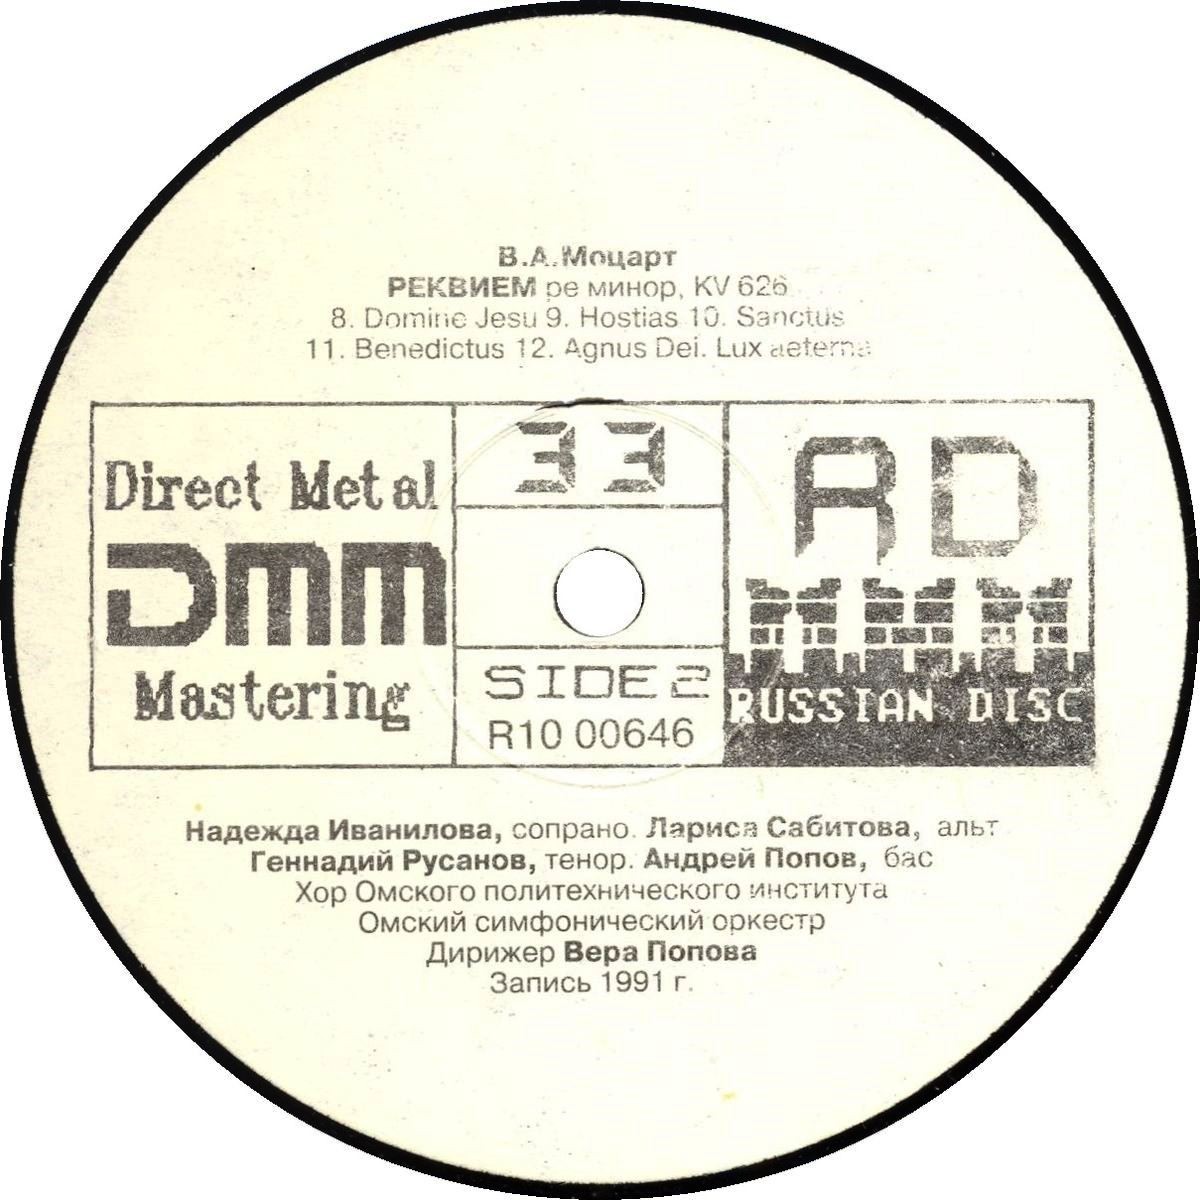 В.А.Моцарт
РЕКВИЕМ ре минор, KV 626
8. Domine Jesu 9. Hostias 10. Sanctus
11. Benedictus 12. Agnus Dei. Lux aeterna
Direct Metal
DMM
Mastering
33
SIDE 2
R10 00646
RD
RUSSIAN DISC
Надежда Иванилова, сопрано. Лариса Сабитова, альт
Геннадий Русанов, тенор. Андрей Попов, бас
Хор Омского политехнического института
Омский симфонический оркестр
Дирижер Вера Попова
Запись 1991 г.